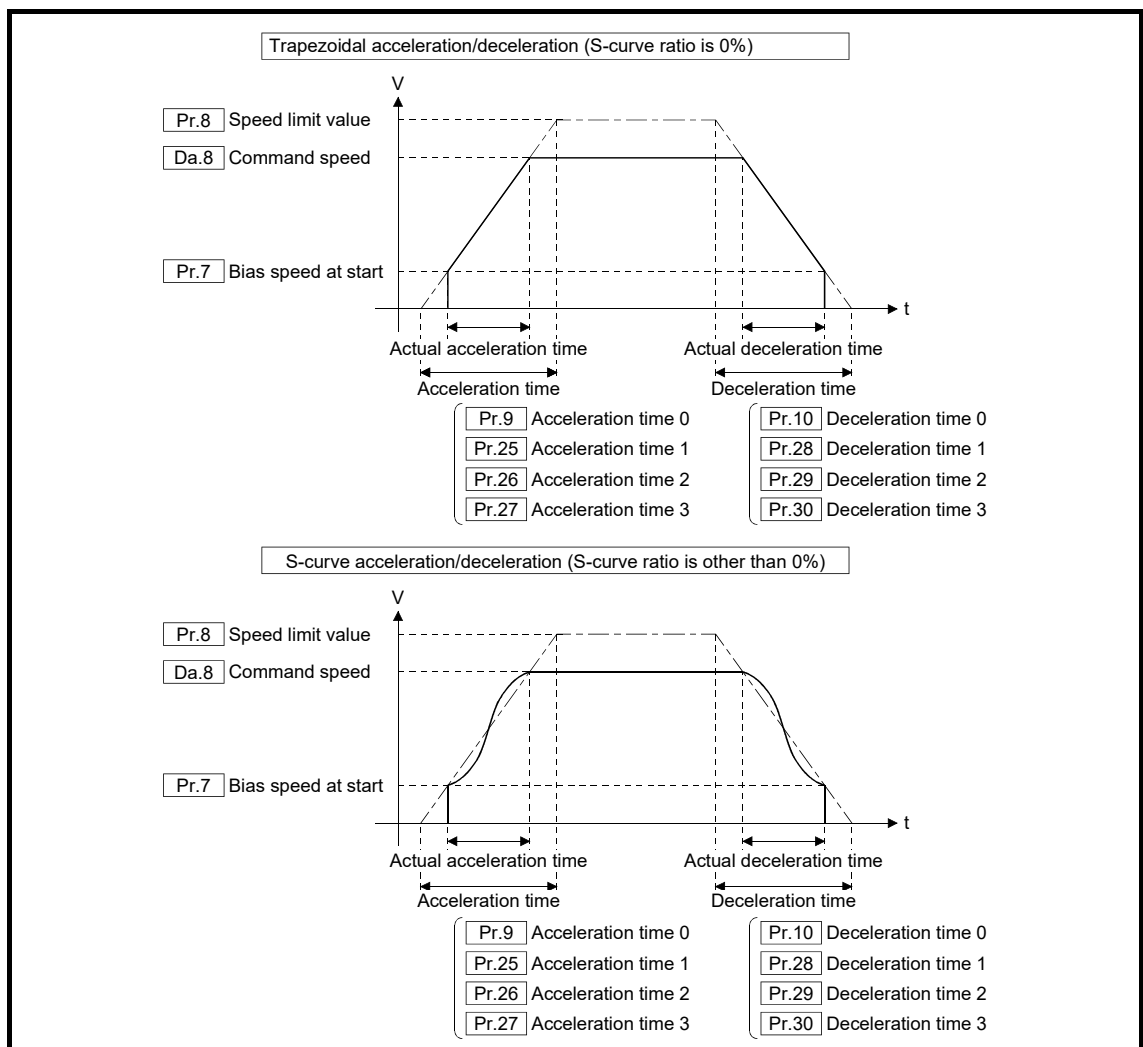 Trapezoidal acceleration/deceleration (S-curve ratio is 0%)
V
Pr.8 Speed limit value
Da.8 Command speed
Pr.7 Bias speed at start
t
Actual acceleration time Actual deceleration time
Acceleration time Deceleration time
Pr.9 Acceleration time 0 Pr.10 Deceleration time 0
Pr.25 Acceleration time 1 Pr.28 Deceleration time 1
Pr.26 Acceleration time 2 Pr.29 Deceleration time 2
Pr.27 Acceleration time 3 Pr.30 Deceleration time 3
S-curve acceleration/deceleration (S-curve ratio is other than 0%)
V
Pr.8 Speed limit value
Da.8 Command speed
Pr.7 Bias speed at start
t
Actual acceleration time Actual deceleration time
Acceleration time Deceleration time
Pr.9 Acceleration time 0 Pr.10 Deceleration time 0
Pr.25 Acceleration time 1 Pr.28 Deceleration time 1
Pr.26 Acceleration time 2 Pr.29 Deceleration time 2
Pr.27 Acceleration time 3 Pr.30 Deceleration time 3